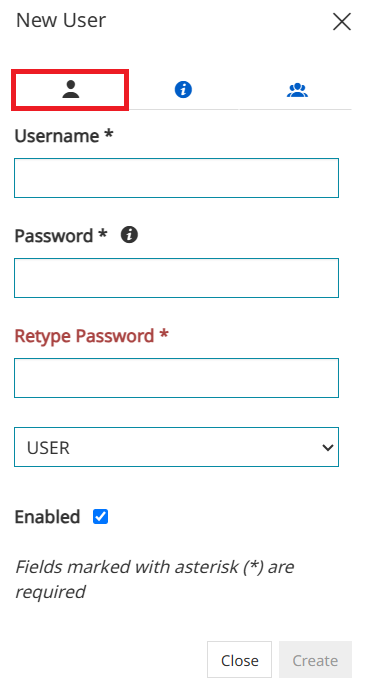 New User
Username *
Password *
Retype Password *
USER
Enabled
Fields marked with asterisk (*) are
required
Close Create